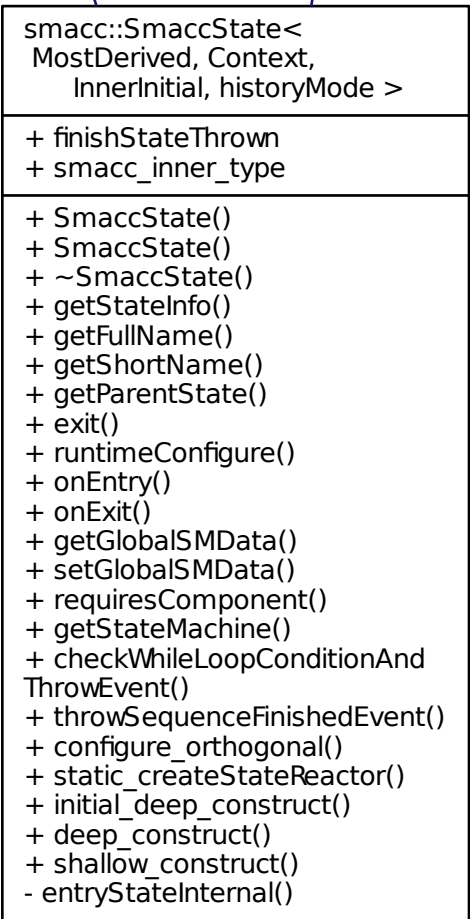 smacc::SmaccState<
MostDerived, Context,
InnerInitial, historyMode >
+ finishStateThrown
+ smacc_inner_type
+ SmaccState()
+ SmaccState()
+ ~SmaccState()
+ getStateInfo()
+ getFullName()
+ getShortName()
+ getParentState()
+ exit()
+ runtimeConfigure()
+ onEntry()
+ onExit()
+ getGlobalSMData()
+ setGlobalSMData()
+ requiresComponent()
+ getStateMachine()
+ checkWhileLoopConditionAnd
ThrowEvent()
+ throwSequenceFinishedEvent()
+ configure_orthogonal()
+ static_createStateReactor()
+ initial_deep_construct()
+ deep_construct()
+ shallow_construct()
- entryStateInternal()